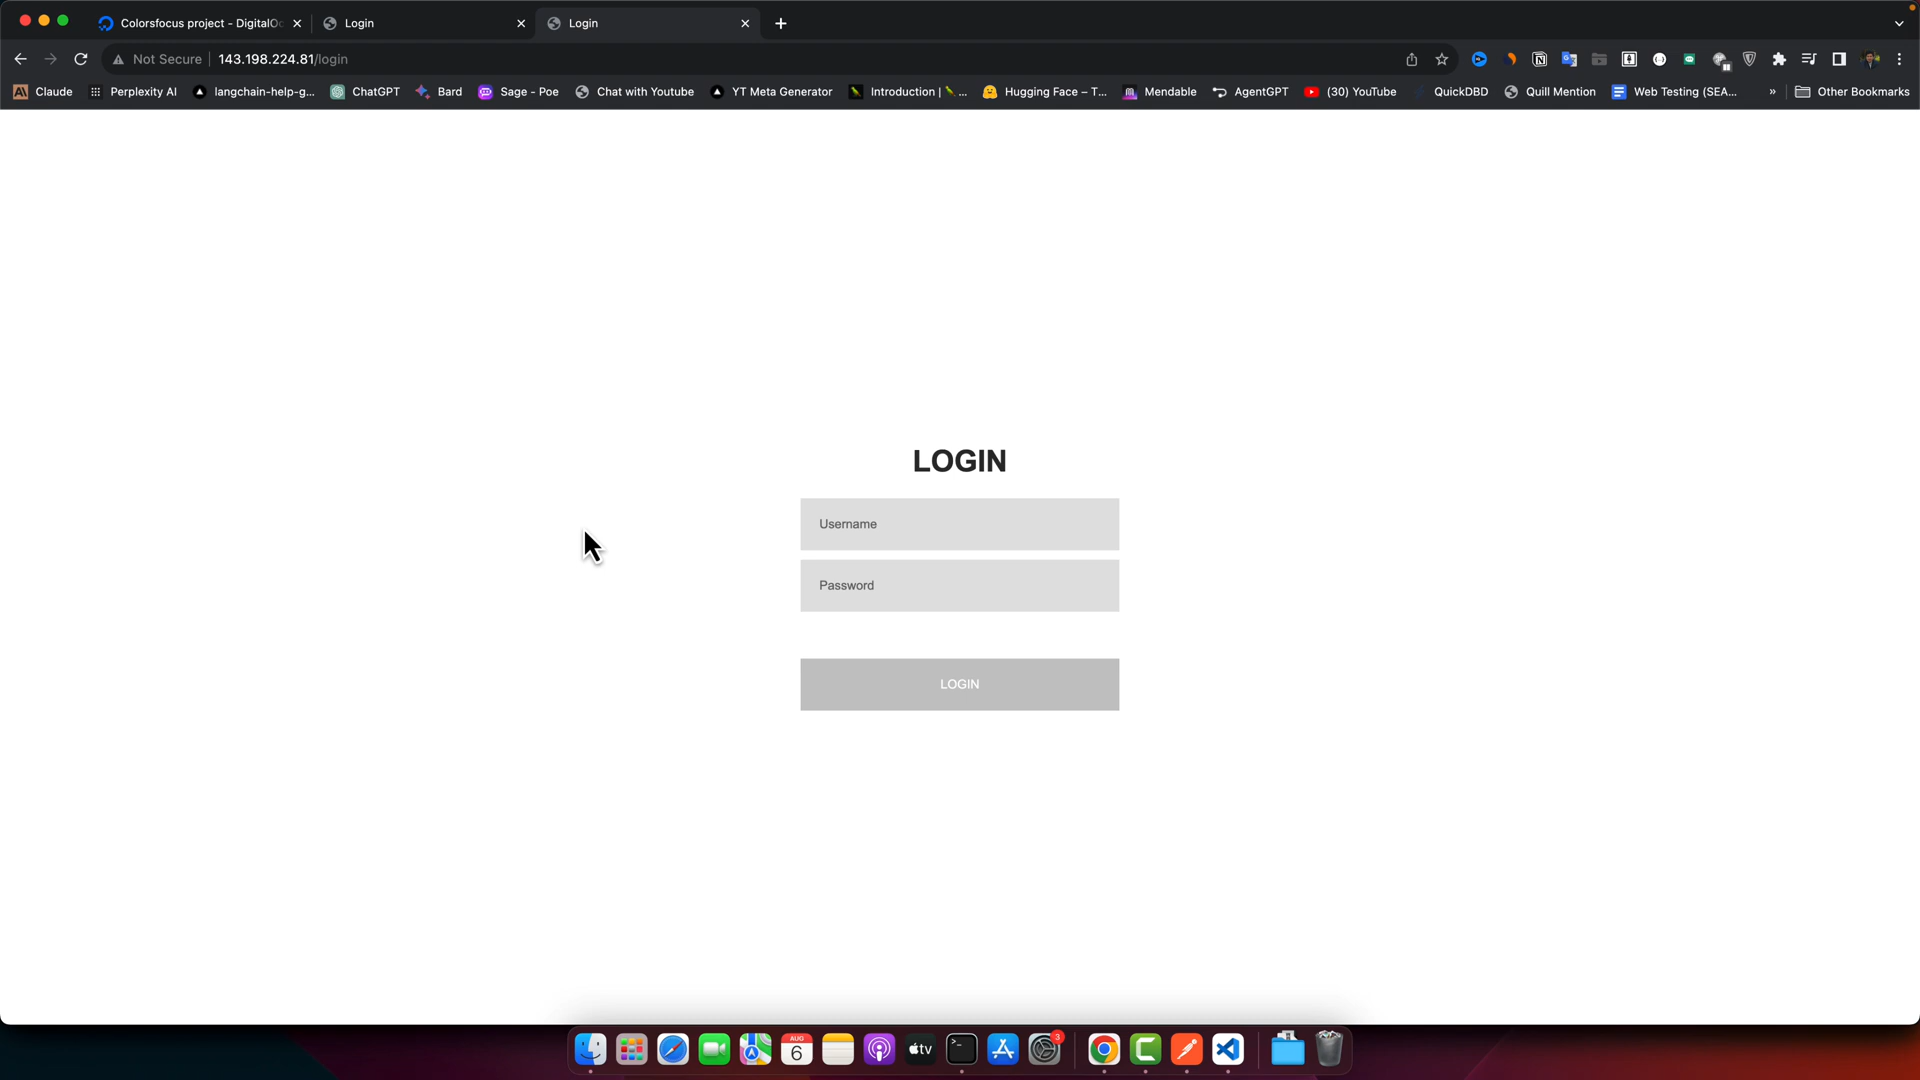 Colorsfocus project - DigitalOc
Login
Login
Not Secure
143.198.224.81/login
Claude
Perplexity AI
langchain-help-g...
ChatGPT
Bard
Sage - Poe
Chat with Youtube
YT Meta Generator
Introduction | ...
Hugging Face – T...
Mendable
AgentGPT
(30) YouTube
QuickDBD
Quill Mention
Web Testing (SEA...
»
Other Bookmarks
LOGIN
Username
Password
LOGIN
AUG
6
tv
3